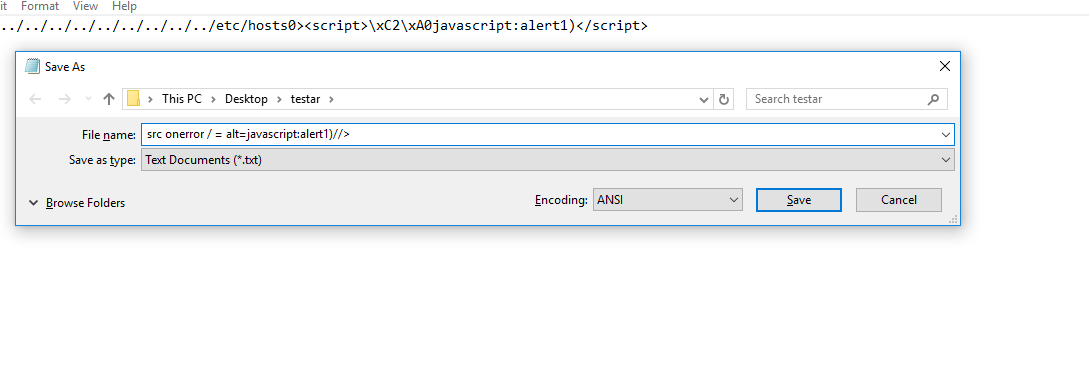 it Format View Help
../../../../../../../../../etc/hosts0><script>\xC2\xA0javascript:alert1)</script>
Save As
This PC Desktop testar
Search testar
File name: src onerror / = alt=javascript:alert1)//>
Save as type: Text Documents (*.txt)
Browse Folders
Encoding: ANSI
Save
Cancel